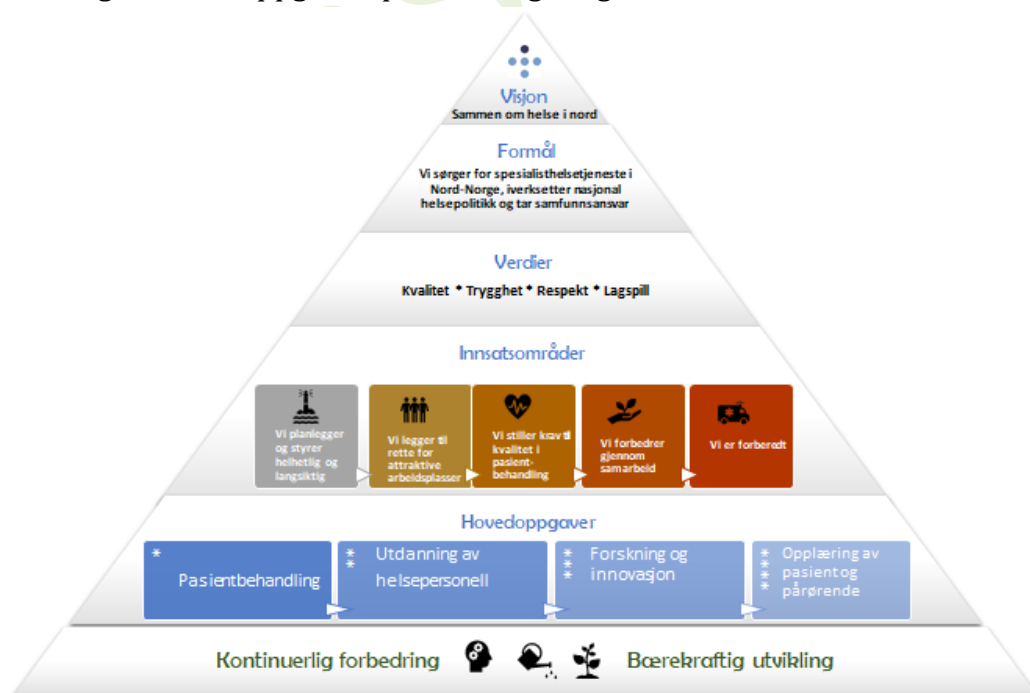 Visjon
Sammen om helse i nord
Formål
Vi sørger for spesialisthelsetjeneste i
Nord-Norge, iverksetter nasjonal
helsepolitikk og tar samfunnsansvar
Verdier
Kvalitet * Trygghet * Respekt * Lagspill
Innsatsområder
Vi planlegger
og styrer
helhetlig og
langsiktig
Vi legger til
rette for
attraktive
arbeidsplasser
Vi stiller krav til
kvalitet i
pasient-
behandling
Vi forbedrer
gjennom
samarbeid
Vi er forberedt
Hovedoppgaver
*
Pasientbehandling
* Utdanning av
* helsepersonell
* Forskning og
* innovasjon
*
* Opplæring av
* pasient og
* pårørende
*
Kontinuerlig forbedring
Bærekraftig utvikling